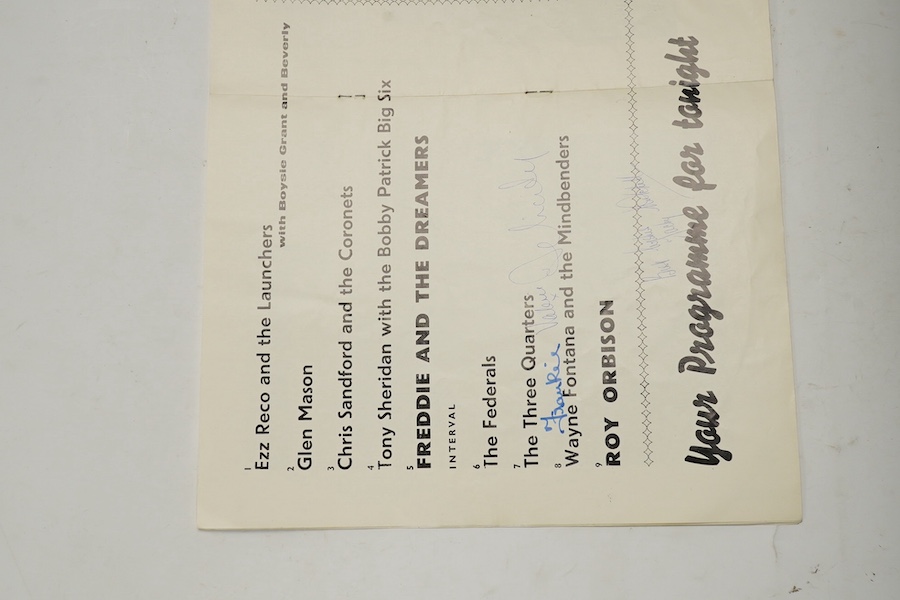 1
Ezz Reco and the Launchers
with Boysie Grant and Beverly
2
Glen Mason
3
Chris Sandford and the Coronets
4
Tony Sheridan with the Bobby Patrick Big Six
5
FREDDIE AND THE DREAMERS
INTERVAL
6
The Federals
7
The Three Quarters
Frankie
8
Wayne Fontana and the Mindbenders
9
ROY ORBISON
Your Programme for tonight